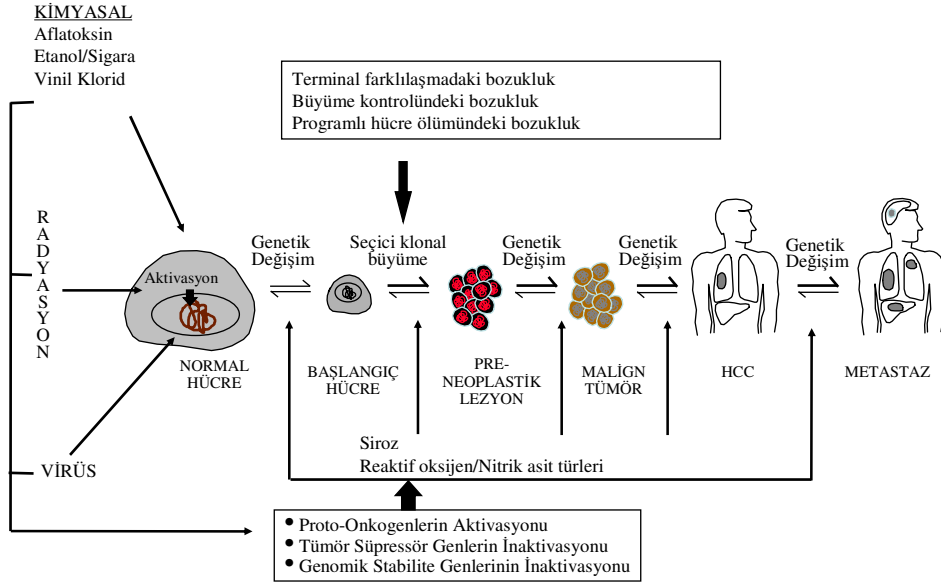 KİMYASAL
Aflatoksin
Etanol/Sigara
Vinil Klorid
Terminal farklılaşmadaki bozukluk
Büyüme kontrolündeki bozukluk
Programlı hücre ölümündeki bozukluk
RADYASYON
Aktivasyon
Genetik
Değişim
Seçici klonal
büyüme
Genetik
Değişim
Genetik
Değişim
Genetik
Değişim
NORMAL
HÜCRE
BAŞLANGIÇ
HÜCRE
PRE-
NEOPLASTİK
LEZYON
MALİGN
TÜMÖR
HCC
METASTAZ
Siroz
Reaktif oksijen/Nitrik asit türleri
VİRÜS
• Proto-Onkogenlerin Aktivasyonu
• Tümör Süpressör Genlerin İnaktivasyonu
• Genomik Stabilite Genlerinin İnaktivasyonu